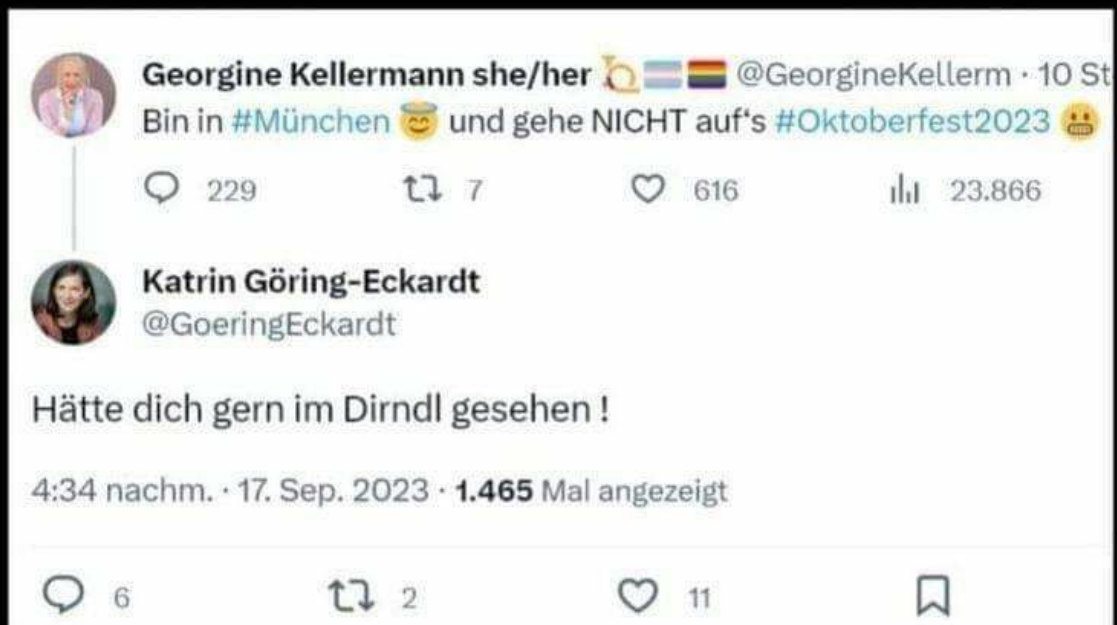 Georgine Kellermann she/her 📯🏳️‍⚧️🏳️‍🌈 @GeorgineKellerm · 10 St
Bin in #München 😇 und gehe NICHT auf‘s #Oktoberfest2023 😬
229 7 616 23.866
Katrin Göring-Eckardt
@GoeringEckardt
Hätte dich gern im Dirndl gesehen !
4:34 nachm. · 17. Sep. 2023 · 1.465 Mal angezeigt
6 2 11